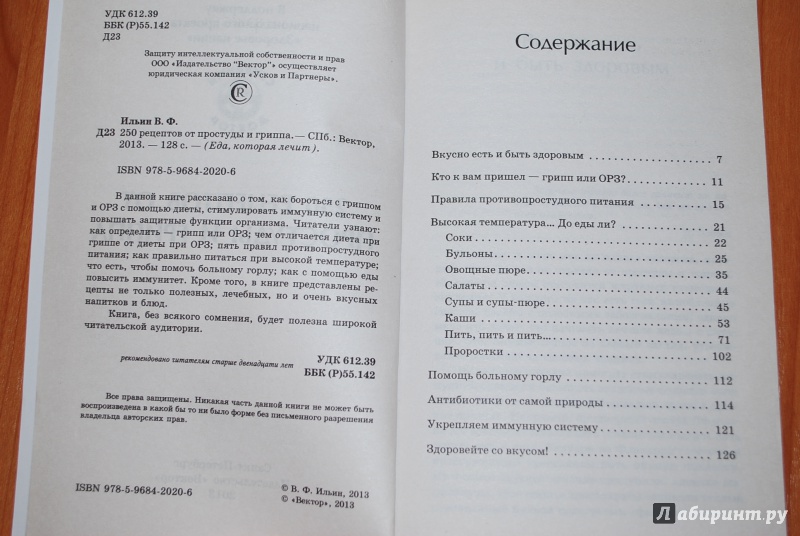 УДК 612.39
ББК (Р)55.142
Д23
Защиту интеллектуальной собственности и прав
ООО «Издательство "Вектор"» осуществляет
юридическая компания «Усков и Партнеры».
Ильин В. Ф.
Д23 250 рецептов от простуды и гриппа. — СПб.: Вектор,
2013. — 128 с. — (Еда, которая лечит).
ISBN 978-5-9684-2020-6
В данной книге рассказано о том, как бороться с гриппом
и ОРЗ с помощью диеты, стимулировать иммунную систему и
повышать защитные функции организма. Читатели узнают:
как определить — грипп или ОРЗ; чем отличается диета при
гриппе от диеты при ОРЗ; пять правил противопростудного
питания; как правильно питаться при высокой температуре;
что есть, чтобы помочь больному горлу; как с помощью еды
повысить иммунитет. Кроме того, в книге представлены ре-
цепты не только полезных, лечебных, но и очень вкусных
напитков и блюд.
Книга, без всякого сомнения, будет полезна широкой
читательской аудитории.
рекомендовано читателям старше двенадцати лет
УДК 612.39
ББК (Р)55.142
Все права защищены. Никакая часть данной книги не может быть
воспроизведена в какой бы то ни было форме без письменного разрешения
владельца авторских прав.
ISBN 978-5-9684-2020-6
© В. Ф. Ильин, 2013
© «Вектор», 2013
Содержание
Вкусно есть и быть здоровым 7
Кто к вам пришел — грипп или ОРЗ? 11
Правила противопростудного питания 15
Высокая температура... До еды ли? 21
Соки 22
Бульоны 25
Овощные пюре 35
Салаты 44
Супы и супы-пюре 45
Каши 53
Пить, пить и пить... 71
Проростки 102
Помощь больному горлу 112
Антибиотики от самой природы 114
Укрепляем иммунную систему 121
Здоровейте со вкусом! 126
Лабиринт.ру